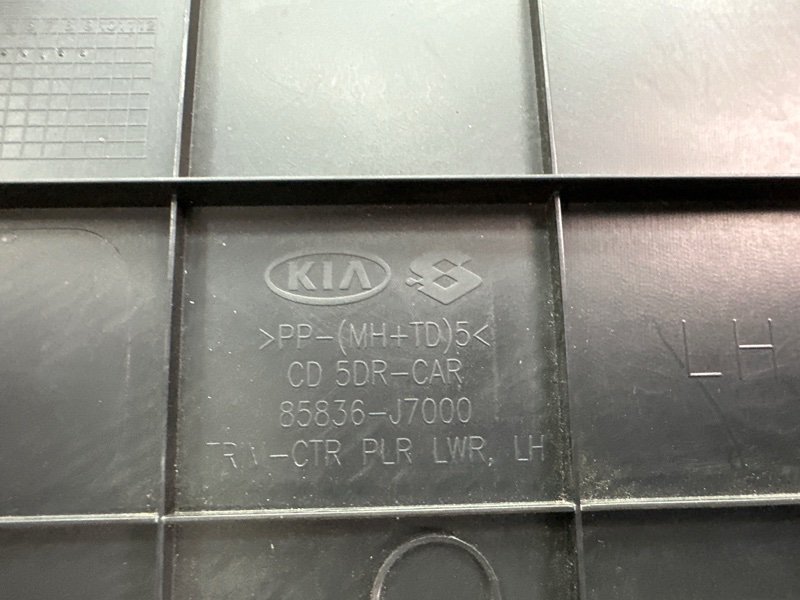 KIA
>PP-(MH+TD)5<
CD 5DR-CAR
85836-J7000
-CTR PLR LWR, LH
LH